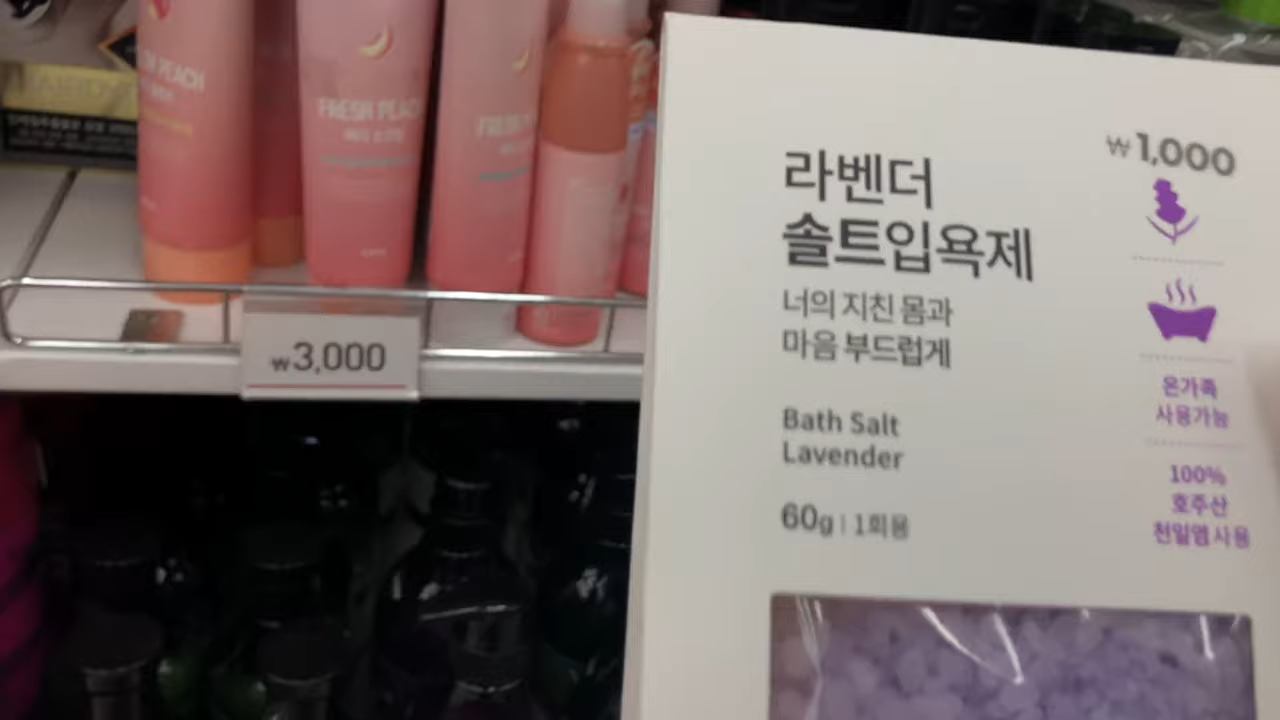 FRESH PEACH
FRESH PEACH
FRESH
₩3,000
₩1,000
라벤더
솔트입욕제
너의 지친 몸과
마음 부드럽게
Bath Salt
Lavender
60g | 1회용
온가족
사용가능
100%
호주산
천일염 사용